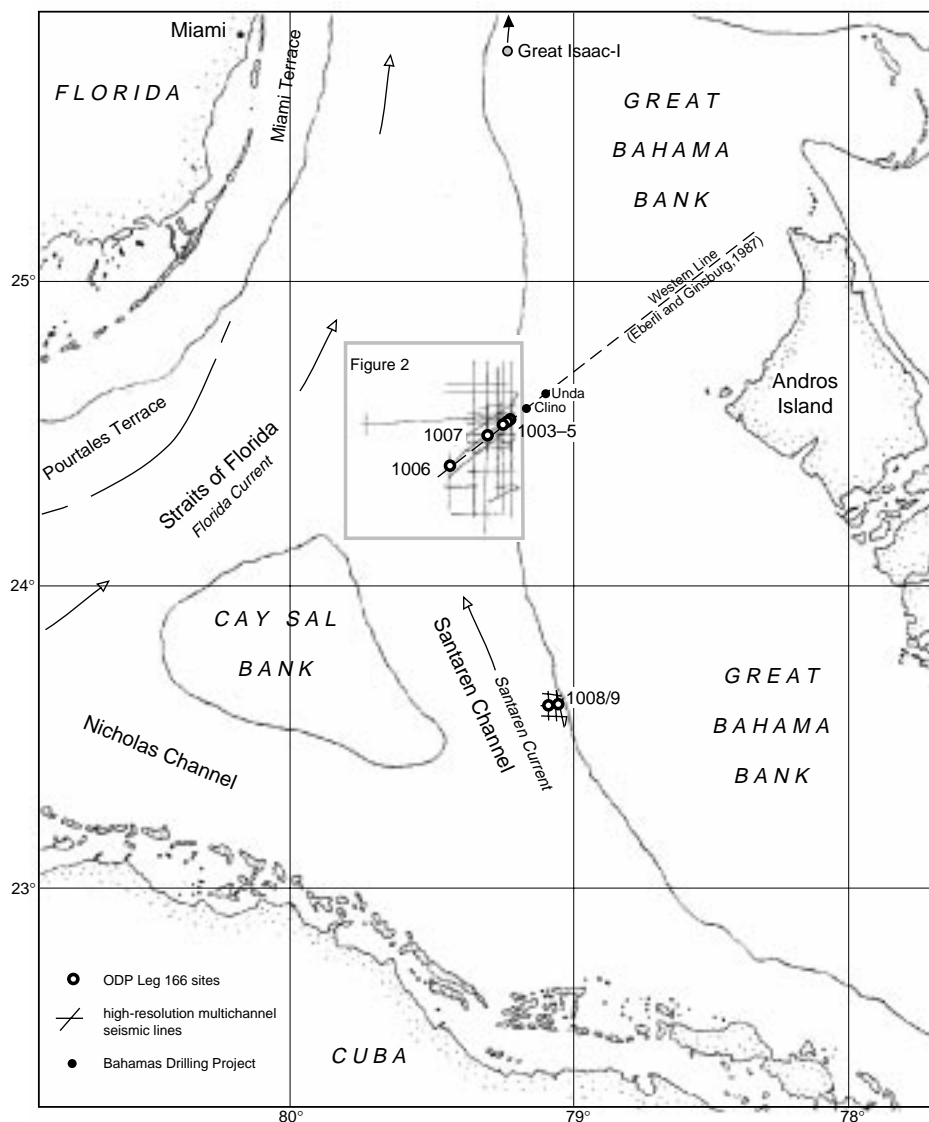 Miami
Miami Terrace
Great Isaac-I
FLORIDA
GREAT
BAHAMA
BANK
25°
Western Line
(Eberli and Ginsburg,1987)
Figure 2
Unda
Clino
Andros
Island
1007
1003–5
1006
Pourtales Terrace
Straits of Florida
Florida Current
24°
CAY SAL
BANK
Santaren Channel
Santaren Current
1008/9
GREAT
BAHAMA
BANK
Nicholas Channel
23°
ODP Leg 166 sites
high-resolution multichannel
seismic lines
Bahamas Drilling Project
CUBA
80°
79°
78°